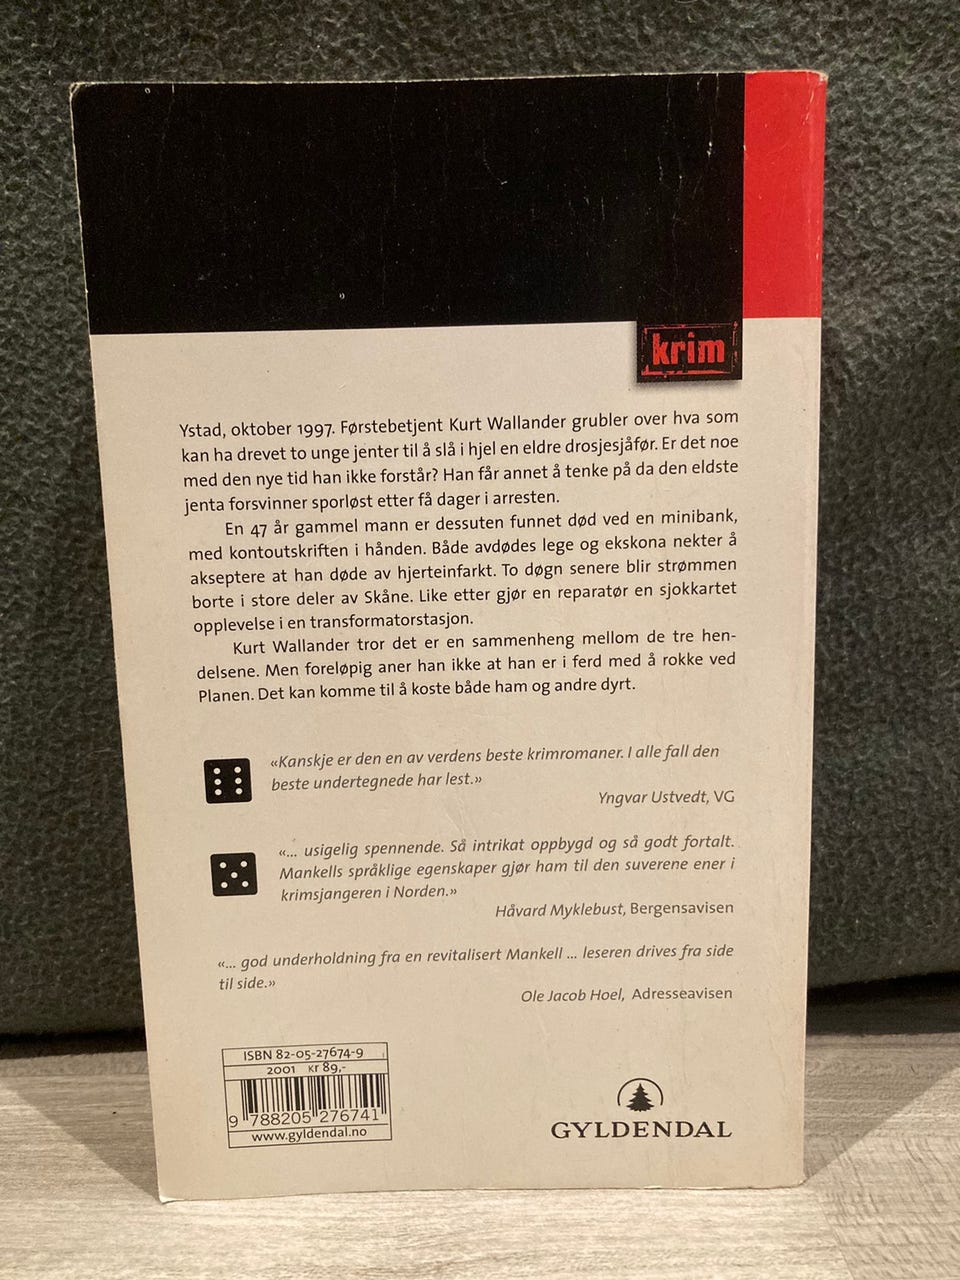 krim
Ystad, oktober 1997. Førstebetjent Kurt Wallander grubler over hva som
kan ha drevet to unge jenter til å slå i hjel en eldre drosjesjåfør. Er det noe
med den nye tid han ikke forstår? Han får annet å tenke på da den eldste
jenta forsvinner sporløst etter få dager i arresten.
En 47 år gammel mann er dessuten funnet død ved en minibank,
med kontoutskriften i hånden. Både avdødes lege og ekskona nekter å
akseptere at han døde av hjerteinfarkt. To døgn senere blir strømmen
borte i store deler av Skåne. Like etter gjør en reparatør en sjokkartet
opplevelse i en transformatorstasjon.
Kurt Wallander tror det er en sammenheng mellom de tre hen-
delsene. Men foreløpig aner han ikke at han er i ferd med å rokke ved
Planen. Det kan komme til å koste både ham og andre dyrt.
«Kanskje er den en av verdens beste krimromaner. I alle fall den
beste undertegnede har lest.»
Yngvar Ustvedt, VG
«... usigelig spennende. Så intrikat oppbygd og så godt fortalt.
Mankells språklige egenskaper gjør ham til den suverene ener i
krimsjangeren i Norden.»
Håvard Myklebust, Bergensavisen
«... god underholdning fra en revitalisert Mankell ... leseren drives fra side
til side.»
Ole Jacob Hoel, Adresseavisen
ISBN 82-05-27674-9
2001 kr 89,-
9 788205 276741
www.gyldendal.no
GYLDENDAL